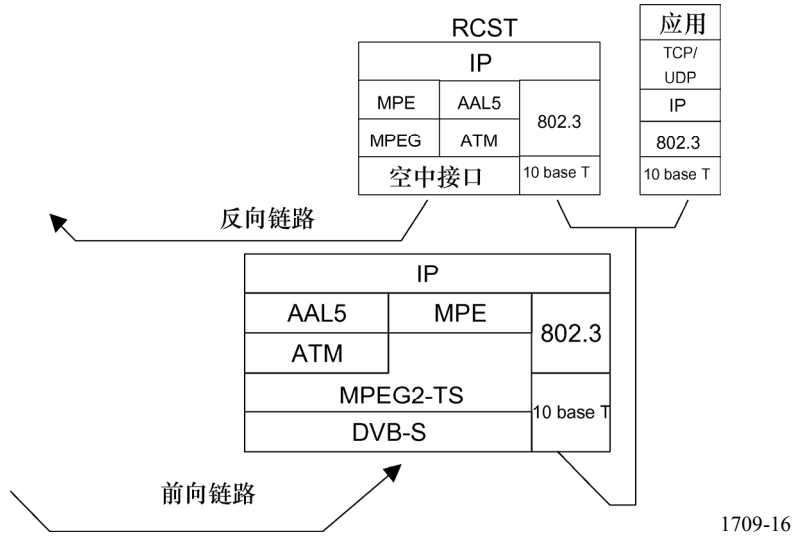 RCST
IP
MPE AAL5
802.3
MPEG ATM
空中接口 10 base T
应用
TCP/
UDP
IP
802.3
10 base T
反向链路
IP
AAL5 MPE
802.3
ATM
MPEG2-TS
10 base T
DVB-S
前向链路
1709-16